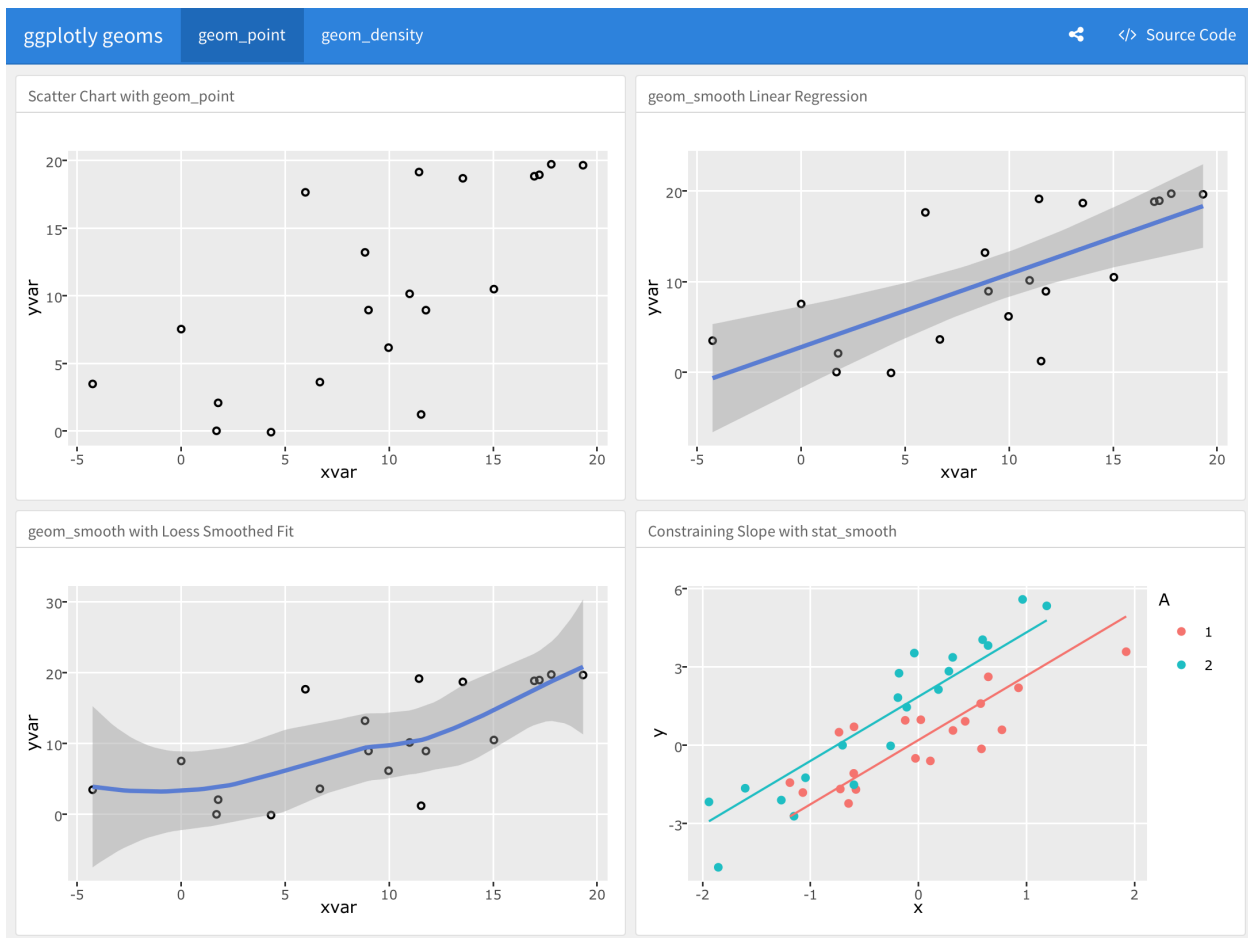 ggplotly geoms geom_point geom_density </> Source Code
Scatter Chart with geom_point
20
15
10
5
0
yvar
-5 0 5 10 15 20
xvar
geom_smooth Linear Regression
20
10
0
yvar
-5 0 5 10 15 20
xvar
geom_smooth with Loess Smoothed Fit
30
20
10
0
yvar
-5 0 5 10 15 20
xvar
Constraining Slope with stat_smooth
6
3
0
-3
y
-2 -1 0 1 2
x
A
1
2